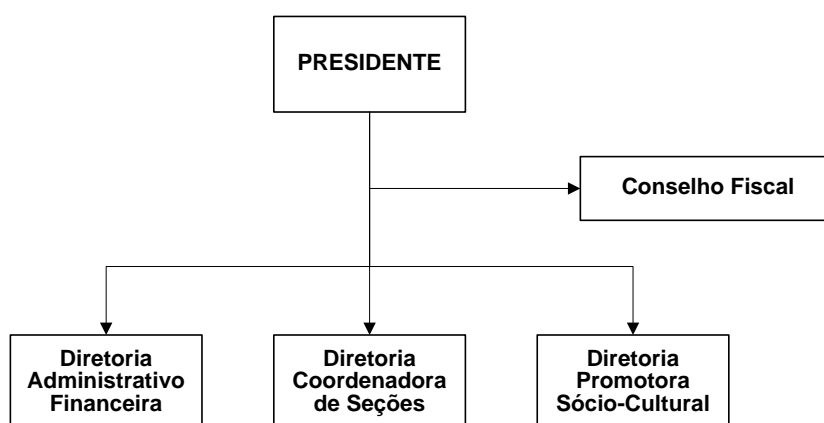 PRESIDENTE
Conselho Fiscal
Diretoria
Administrativo
Financeira
Diretoria
Coordenadora
de Seções
Diretoria
Promotora
Sócio-Cultural